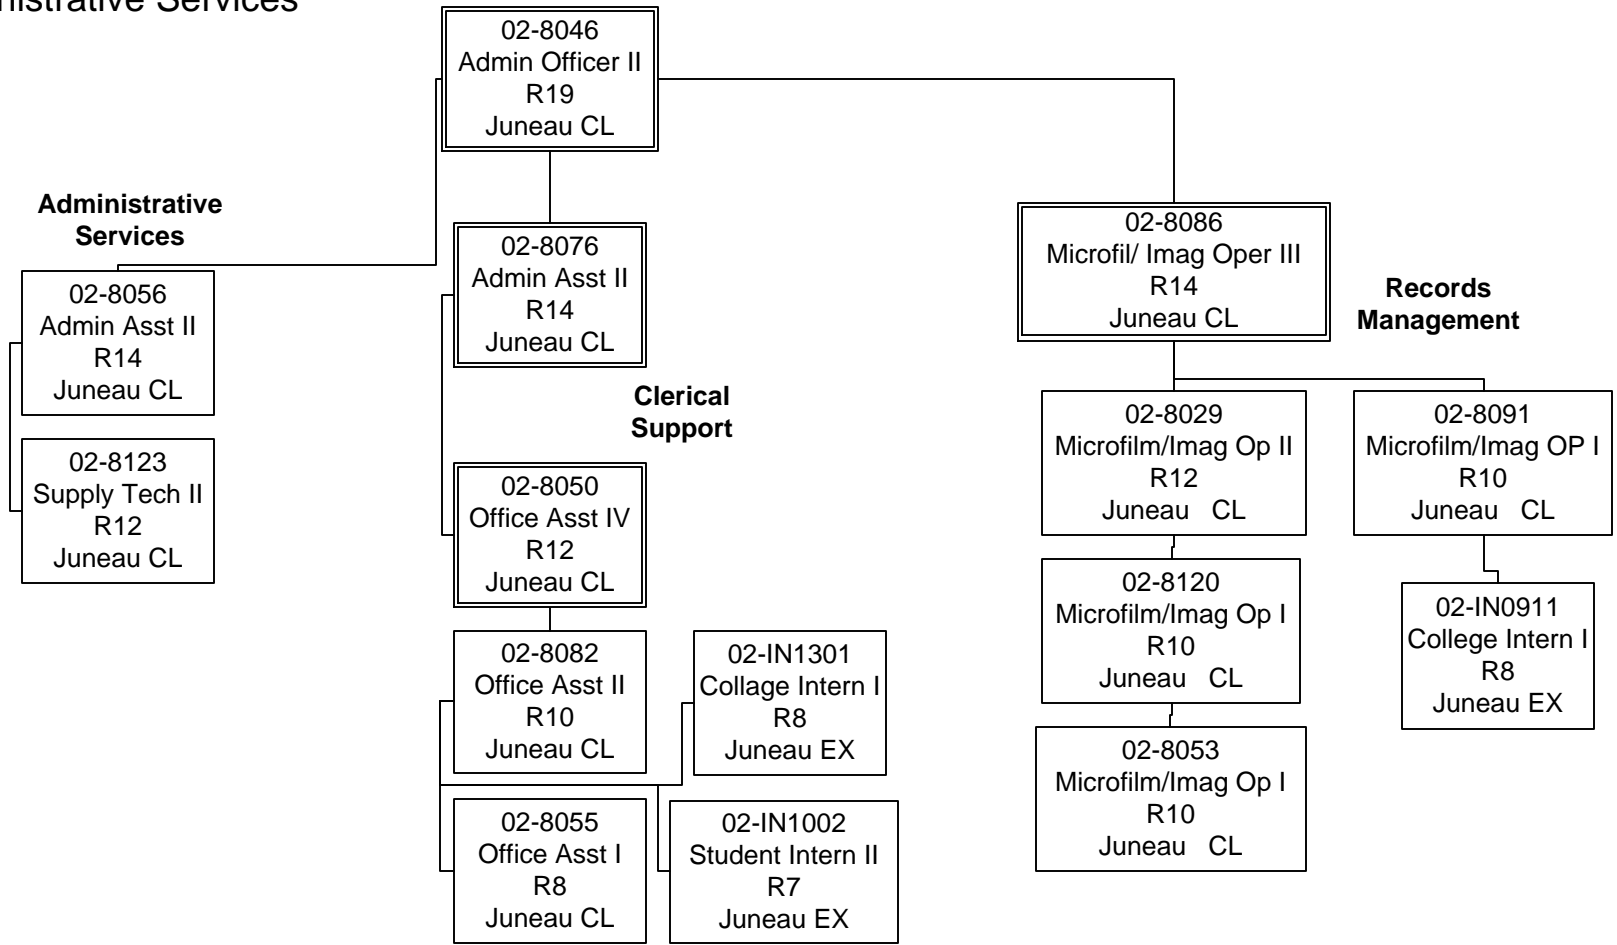 nistrative Services
02-8046
Admin Officer II
R19
Juneau CL
Administrative
Services
02-8056
Admin Asst II
R14
Juneau CL
02-8123
Supply Tech II
R12
Juneau CL
02-8076
Admin Asst II
R14
Juneau CL
Clerical
Support
02-8050
Office Asst IV
R12
Juneau CL
02-8082
Office Asst II
R10
Juneau CL
02-IN1301
Collage Intern I
R8
Juneau EX
02-8055
Office Asst I
R8
Juneau CL
02-IN1002
Student Intern II
R7
Juneau EX
02-8086
Microfil/ Imag Oper III
R14
Juneau CL
Records
Management
02-8029
Microfilm/Imag Op II
R12
Juneau CL
02-8120
Microfilm/Imag Op I
R10
Juneau CL
02-8053
Microfilm/Imag Op I
R10
Juneau CL
02-8091
Microfilm/Imag OP I
R10
Juneau CL
02-IN0911
College Intern I
R8
Juneau EX